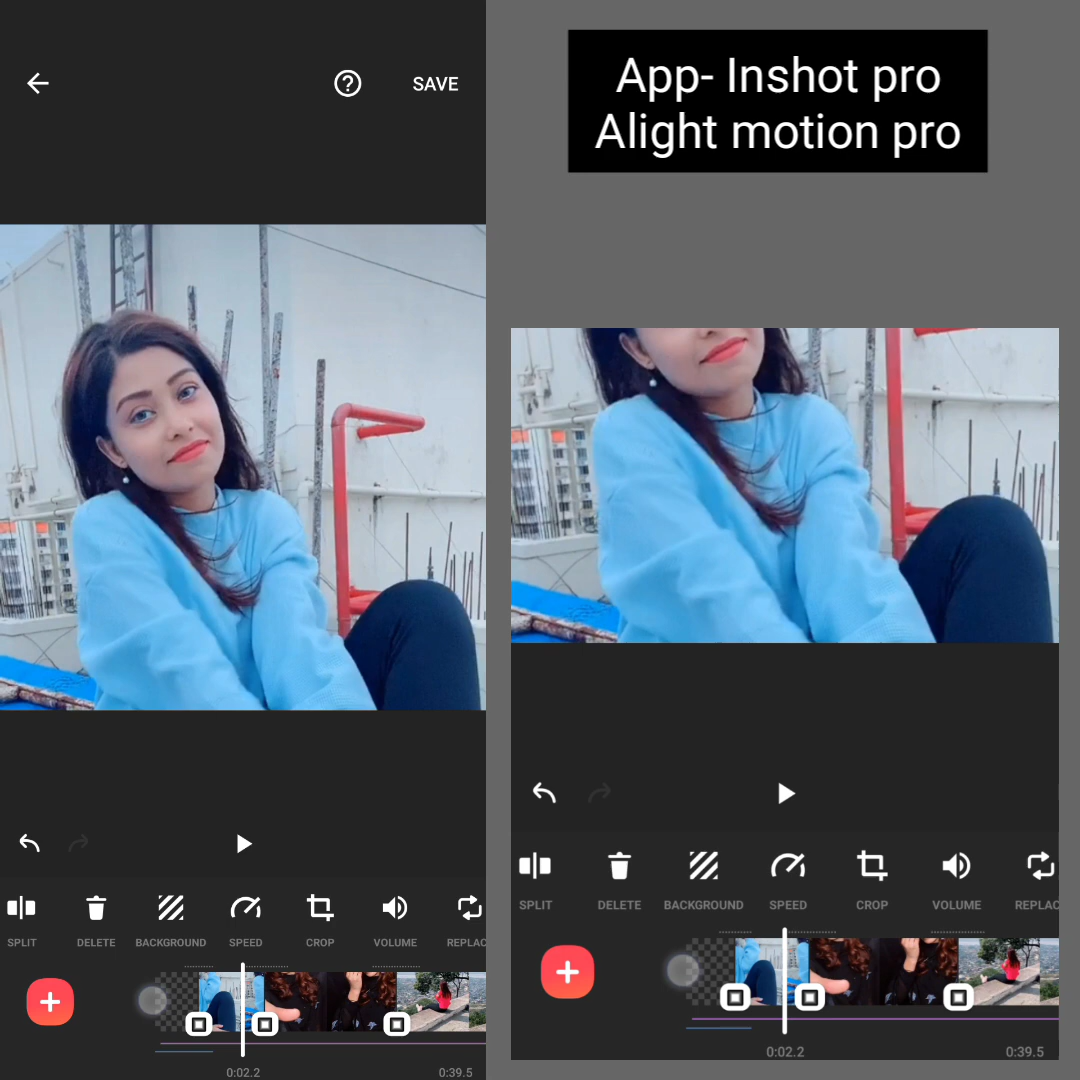 SAVE
App- Inshot pro
Alight motion pro
SPLIT DELETE BACKGROUND SPEED CROP VOLUME REPLAC
0:02.2 0:39.5
SPLIT DELETE BACKGROUND SPEED CROP VOLUME REPLAC
0:02.2 0:39.5